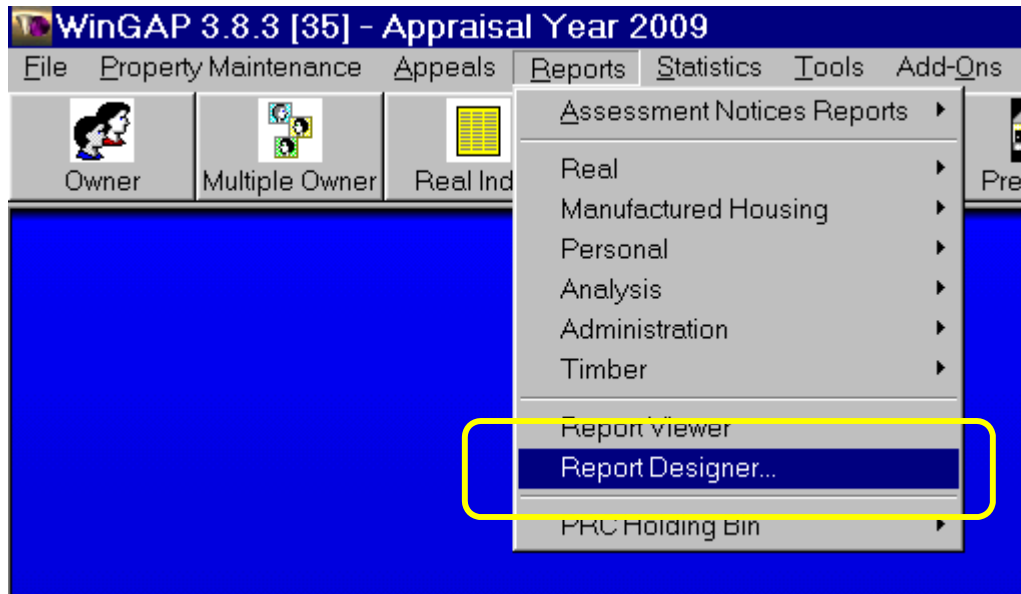 WinGAP 3.8.3 [35] - Appraisal Year 2009
File Property Maintenance Appeals Reports Statistics Tools Add-Ons
Owner Multiple Owner Real Ind Pre
Assessment Notices Reports
Real
Manufactured Housing
Personal
Analysis
Administration
Timber
Report Viewer
Report Designer...
PRC Holding Bin